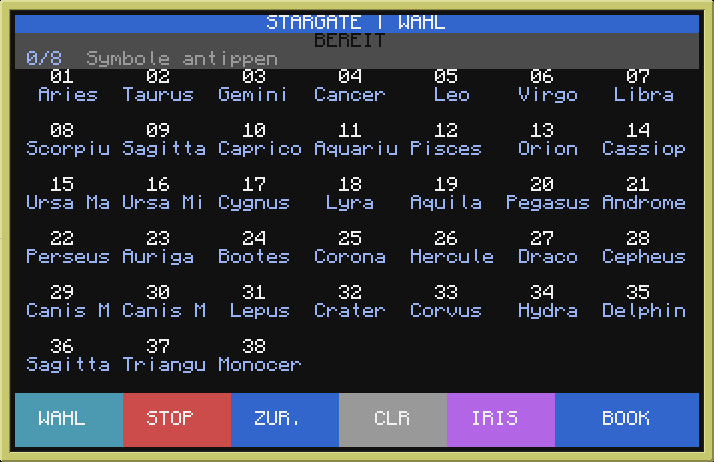 STARGATE | WAHL
BEREIT
0/8 Symbole antippen
01 02 03 04 05 06 07
Aries Taurus Gemini Cancer Leo Virgo Libra
08 09 10 11 12 13 14
Scorpiu Sagitta Caprico Aquariu Pisces Orion Cassiop
15 16 17 18 19 20 21
Ursa Ma Ursa Mi Cygnus Lyra Aquila Pegasus Androme
22 23 24 25 26 27 28
Perseus Auriga Bootes Corona Hercule Draco Cepheus
29 30 31 32 33 34 35
Canis M Canis M Lepus Crater Corvus Hydra Delphin
36 37 38
Sagitta Triangu Monocer
WAHL STOP ZUR. CLR IRIS BOOK